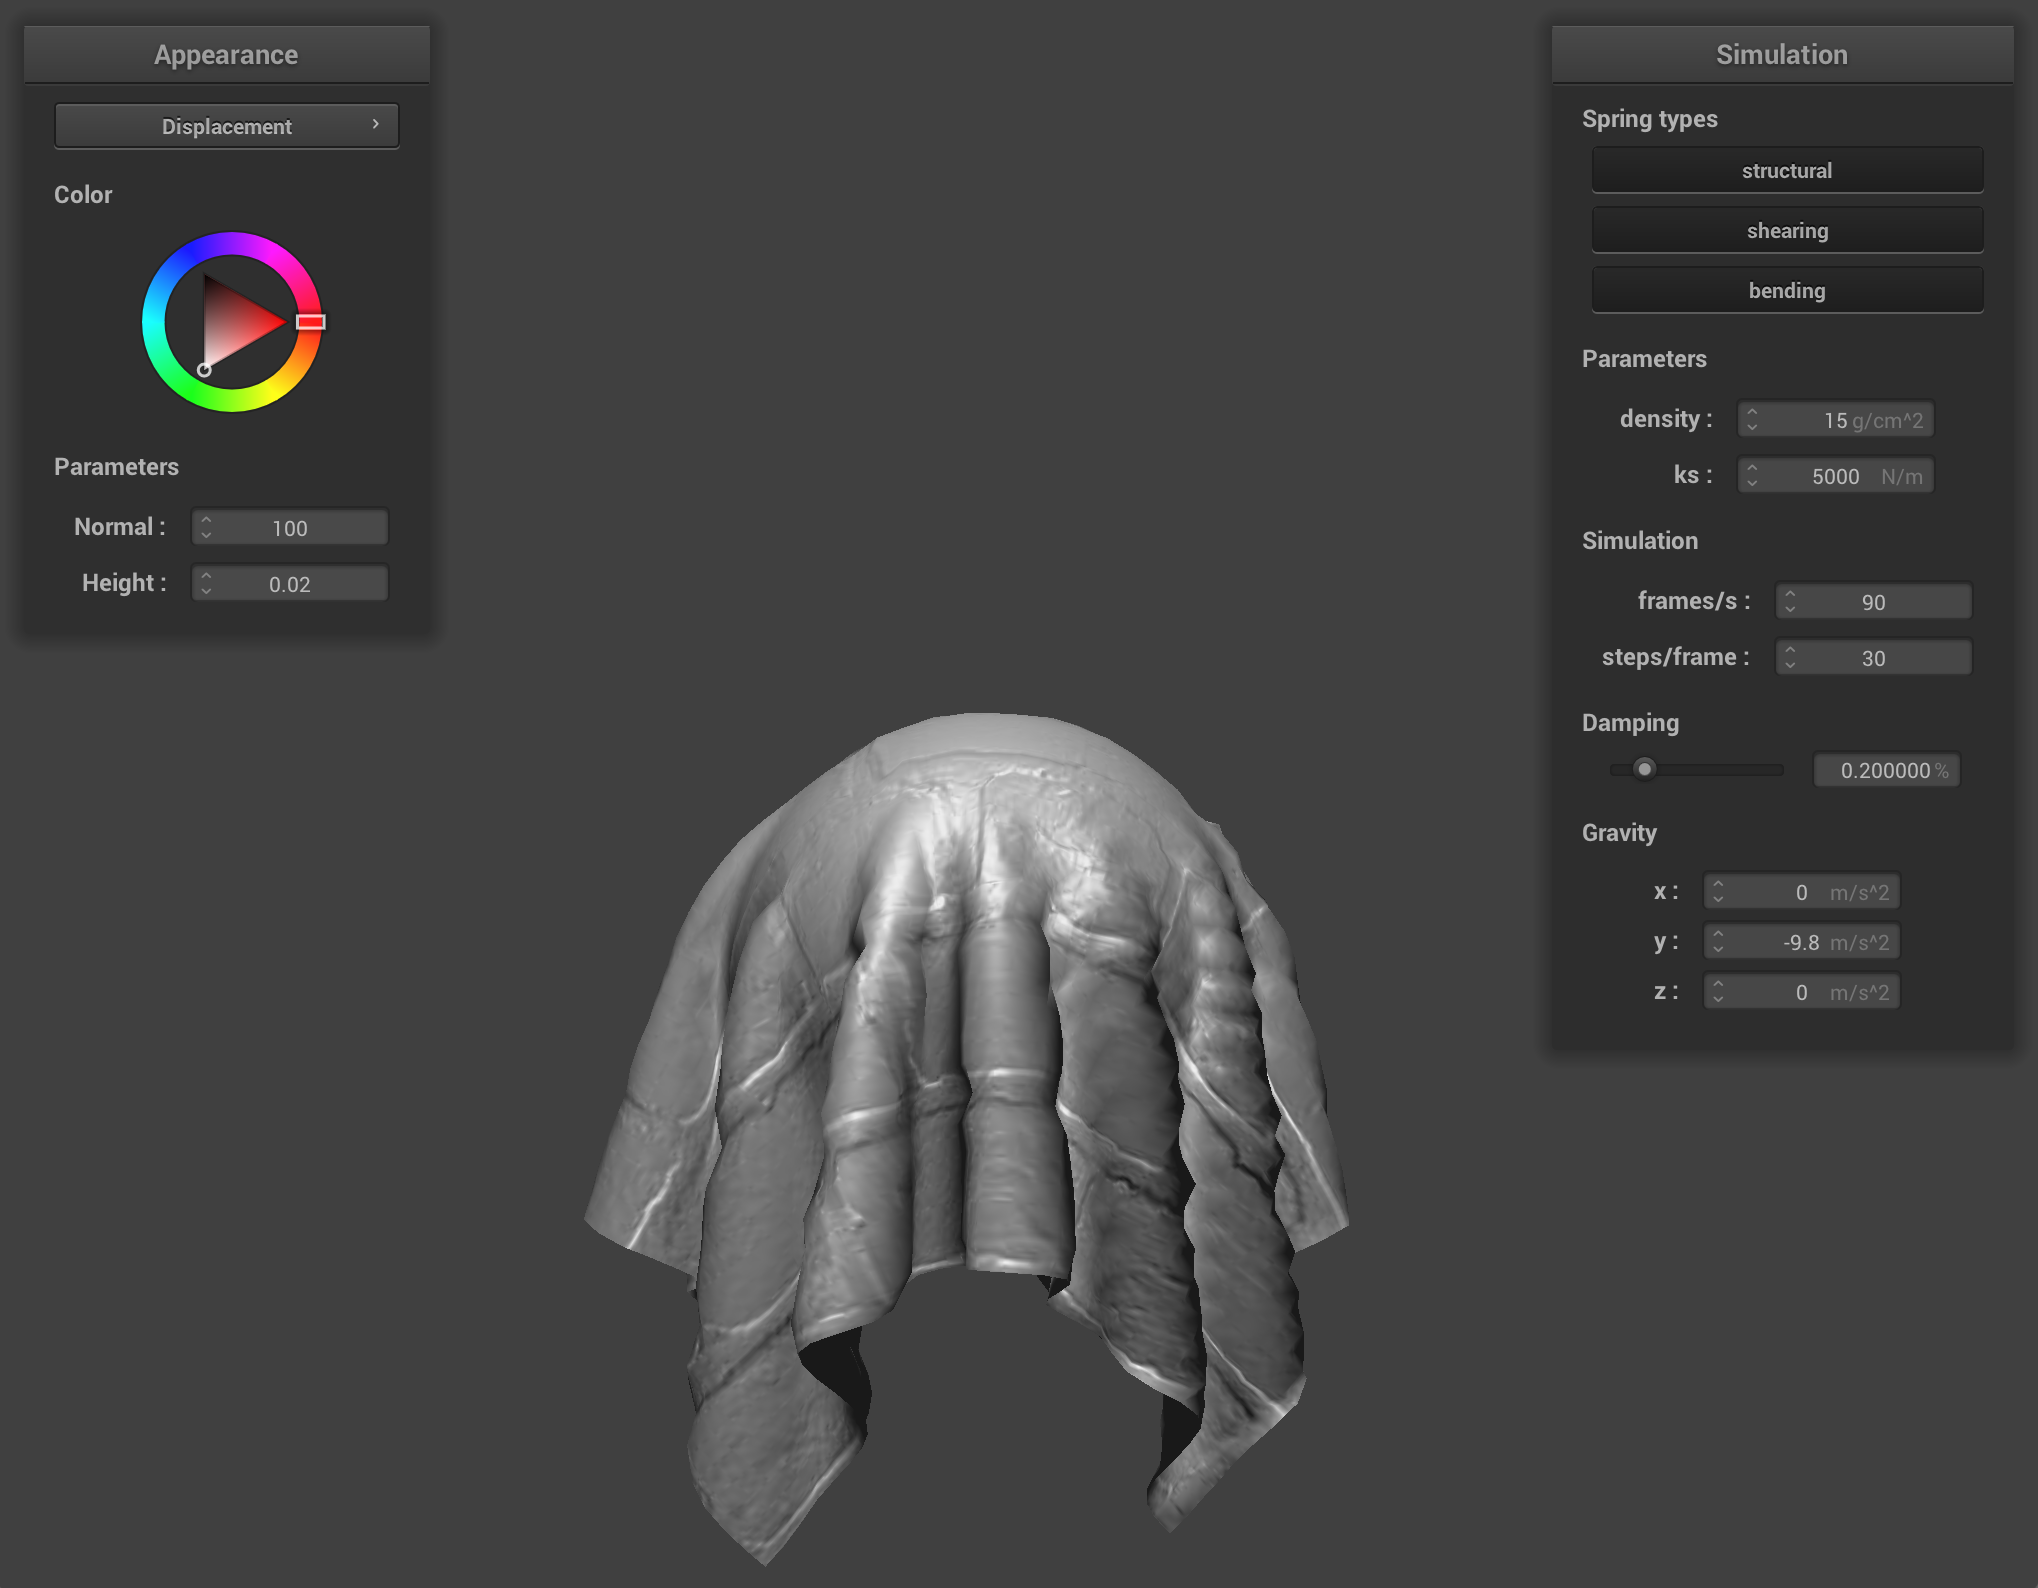 Appearance
Displacement ›
Color
Parameters
Normal : 100
Height : 0.02
Simulation
Spring types
structural
shearing
bending
Parameters
density : 15 g/cm^2
ks : 5000 N/m
Simulation
frames/s : 90
steps/frame : 30
Damping
0.200000 %
Gravity
x : 0 m/s^2
y : -9.8 m/s^2
z : 0 m/s^2